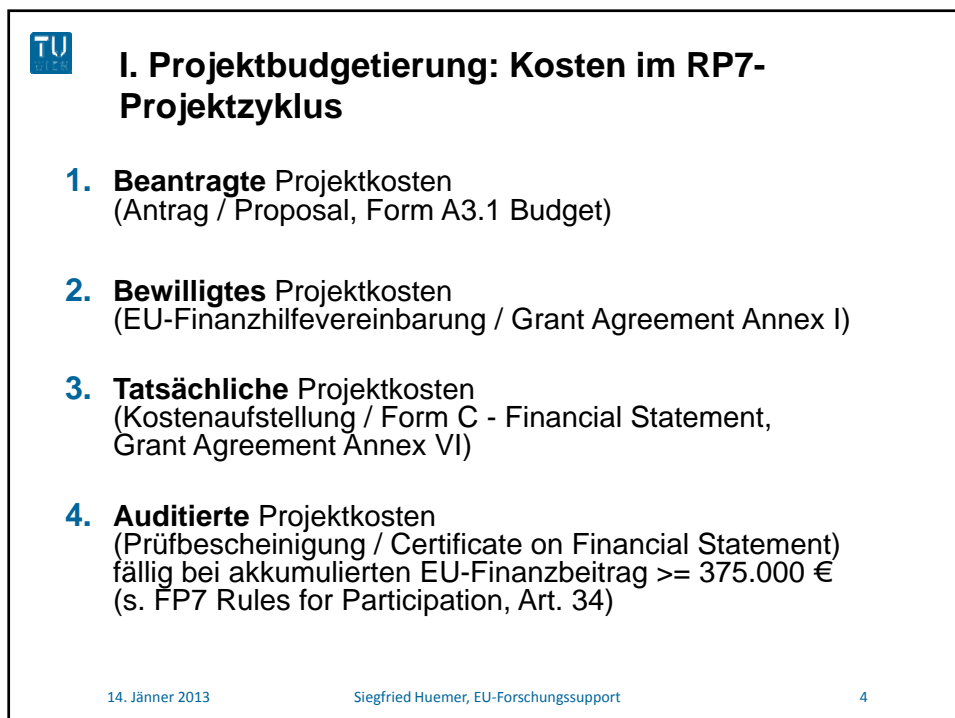 TU
WIEN
I. Projektbudgetierung: Kosten im RP7-
Projektzyklus
1. Beantragte Projektkosten
(Antrag / Proposal, Form A3.1 Budget)
2. Bewilligtes Projektkosten
(EU-Finanzhilfevereinbarung / Grant Agreement Annex I)
3. Tatsächliche Projektkosten
(Kostenaufstellung / Form C - Financial Statement,
Grant Agreement Annex VI)
4. Auditierte Projektkosten
(Prüfbescheinigung / Certificate on Financial Statement)
fällig bei akkumulierten EU-Finanzbeitrag >= 375.000 €
(s. FP7 Rules for Participation, Art. 34)
14. Jänner 2013 Siegfried Huemer, EU-Forschungssupport 4